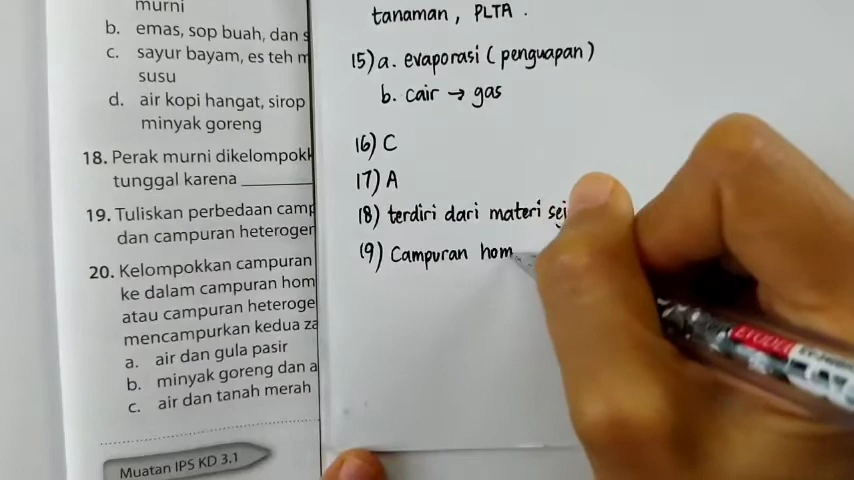 murni
b. emas, sop buah, dan
c. sayur bayam, es teh
susu
d. air kopi hangat, sirop
minyak goreng
18. Perak murni dikelompokk
tunggal karena
19. Tuliskan perbedaan camp
dan campuran heterogen
20. Kelompokkan campuran
ke dalam campuran hom
atau campuran heteroge
mencampurkan kedua za
a. air dan gula pasir
b. minyak goreng dan a
c. air dan tanah merah
Muatan IPS KD 3.1
tanaman, PLTA.
15) a. evaporasi (penguapan)
b. cair → gas
16) C
17) A
18) terdiri dari materi sej
19) Campuran hom